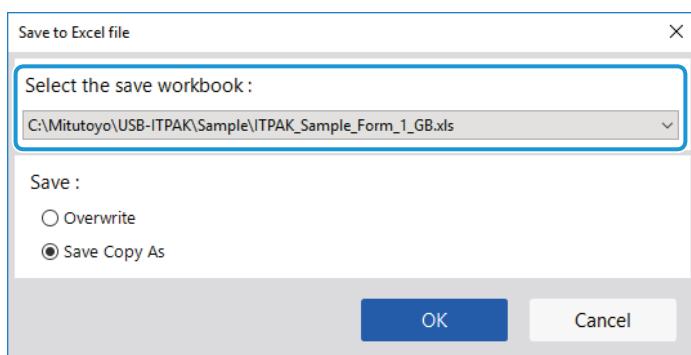 Save to Excel file
Select the save workbook :
C:\Mitutoyo\USB-ITPAK\Sample\ITPAK_Sample_Form_1_GB.xls
Save :
Overwrite
Save Copy As
OK
Cancel